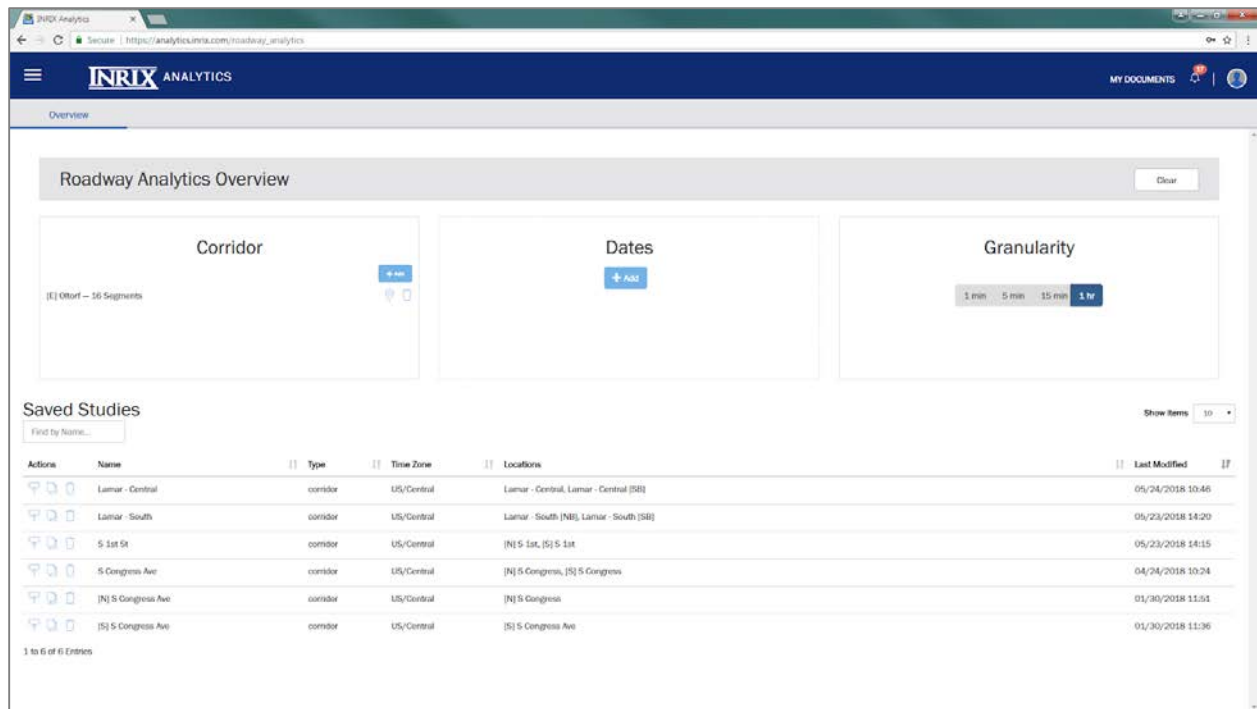 INRIX Analytics
Secure | https://analytics.inrix.com/roadway_analytics
INRIX ANALYTICS
MY DOCUMENTS
Overview
Roadway Analytics Overview
Clear
Corridor
+ Add
[E] Oltorf — 16 Segments
Dates
+ Add
Granularity
1 min 5 min 15 min 1 hr
Saved Studies
Show Items 10
Find by Name...
Actions Name Type Time Zone Locations Last Modified
Lamar - Central corridor US/Central Lamar - Central, Lamar - Central [SB] 05/24/2018 10:46
Lamar - South corridor US/Central Lamar - South [NB], Lamar - South [SB] 05/23/2018 14:20
S 1st St corridor US/Central [N] S 1st, [S] S 1st 05/23/2018 14:15
S Congress Ave corridor US/Central [N] S Congress, [S] S Congress 04/24/2018 10:24
[N] S Congress Ave corridor US/Central [N] S Congress 01/30/2018 11:51
[S] S Congress Ave corridor US/Central [S] S Congress Ave 01/30/2018 11:36
1 to 6 of 6 Entries